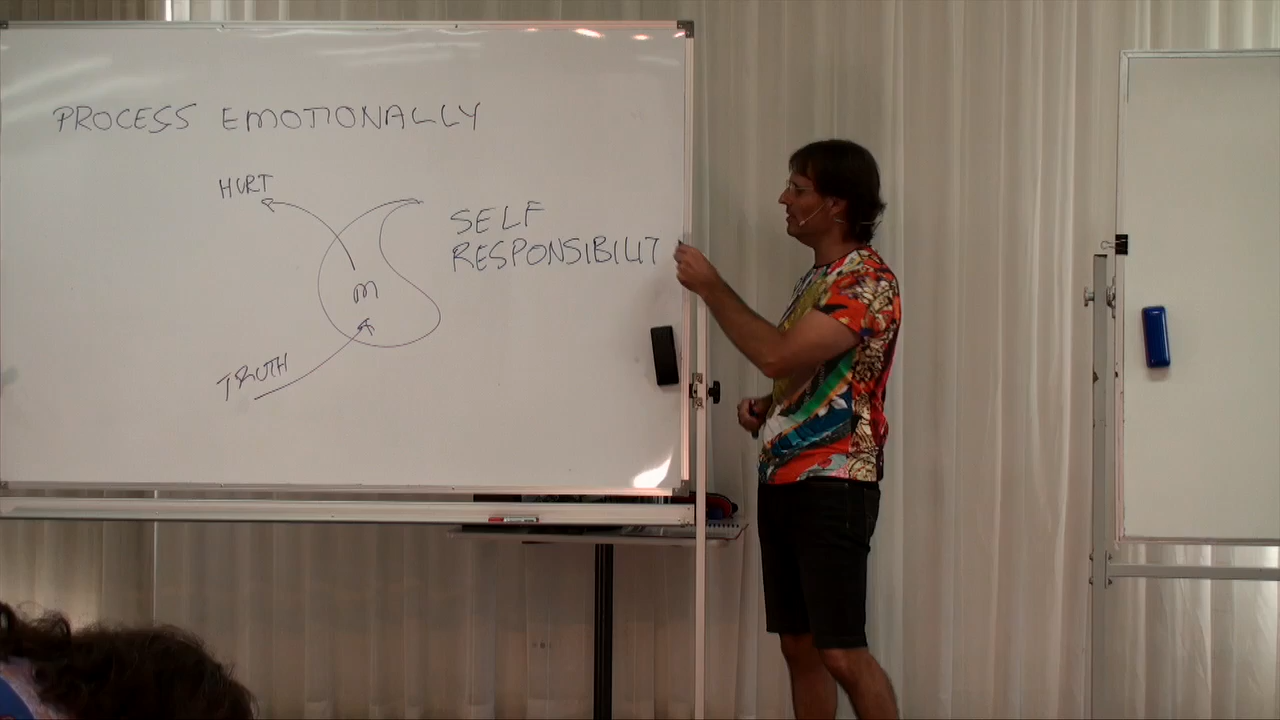 PROCESS EMOTIONALLY
HURT
SELF
RESPONSIBILIT
M
TRUTH